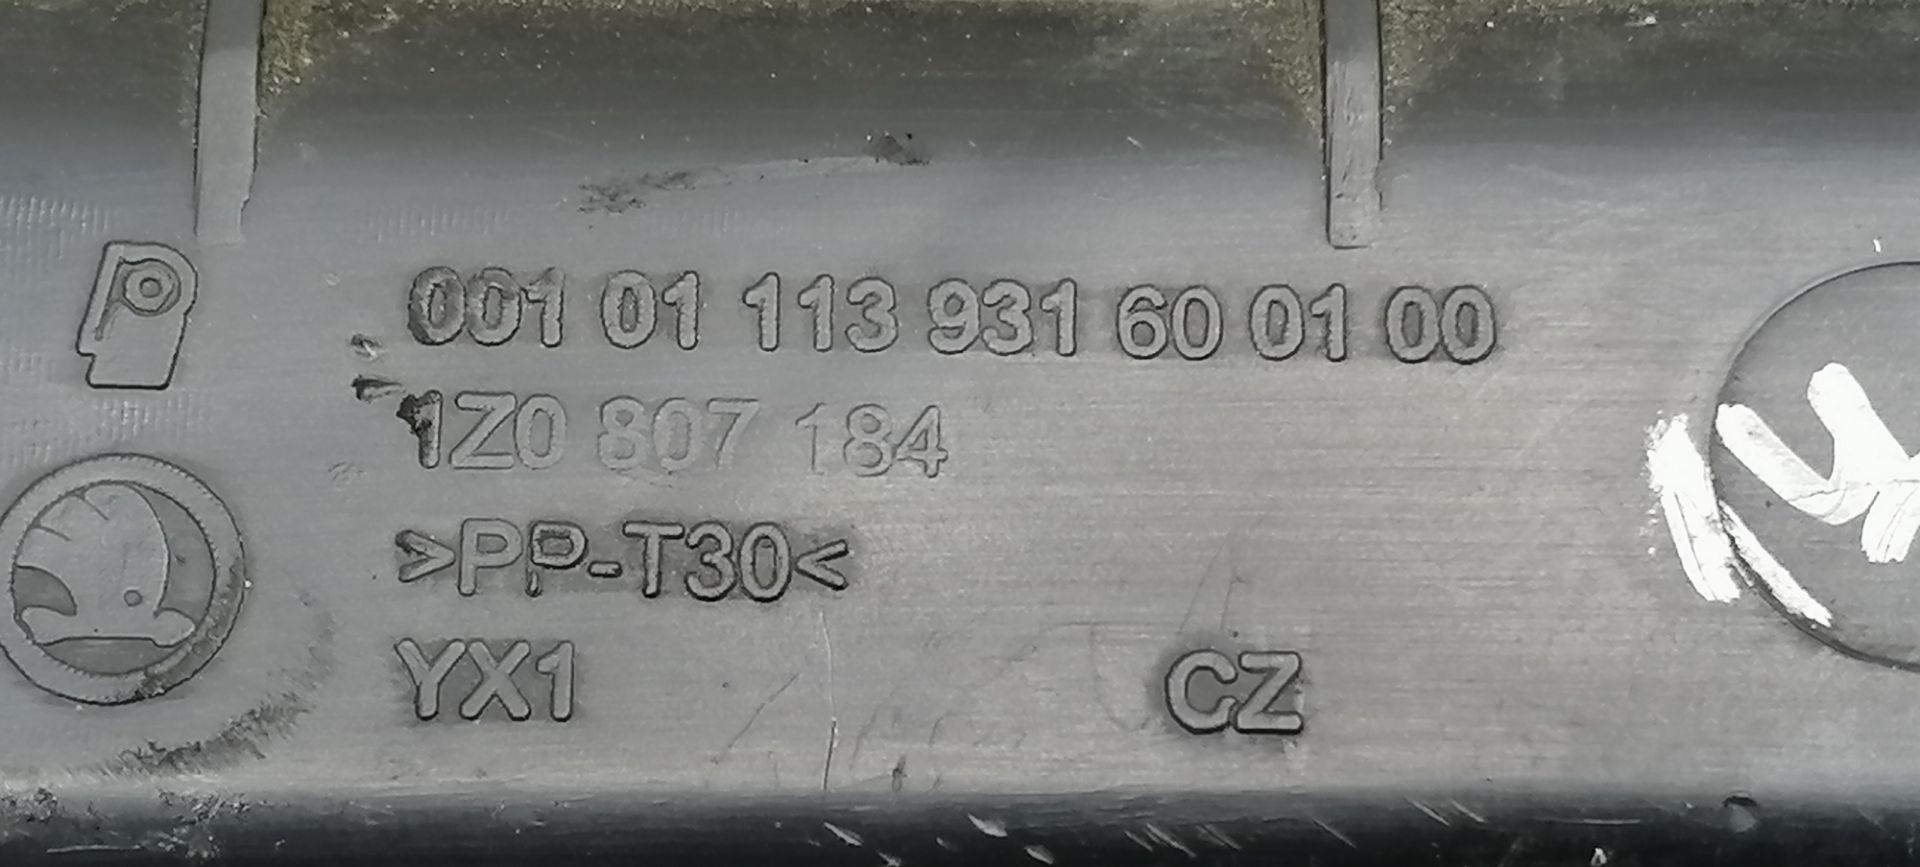 001 01 113 931 60 01 00
1Z0 807 184
>PP-T30<
YX1 CZ